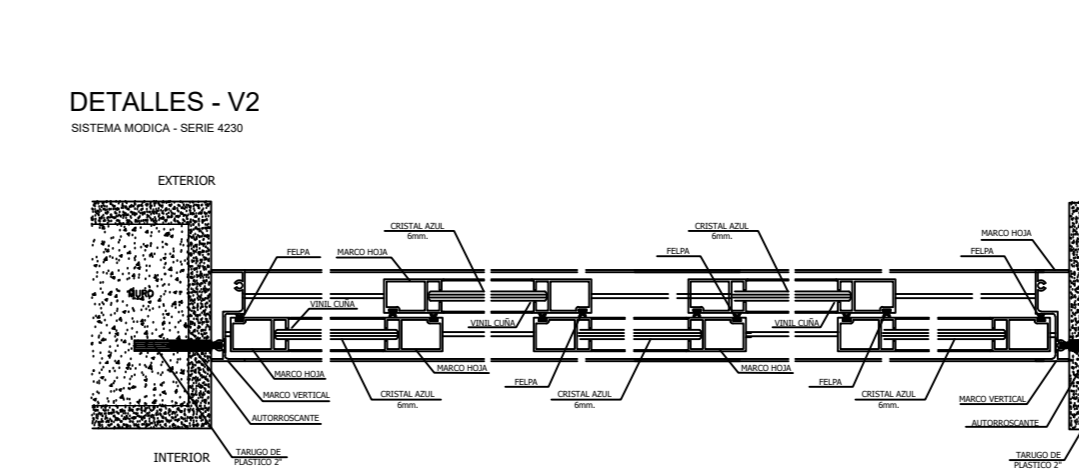 DETALLES - V2
SISTEMA MODICA - SERIE 4230
EXTERIOR
CRISTAL AZUL
6mm.
CRISTAL AZUL
6mm.
MARCO HOJA
FELPA
MARCO HOJA
FELPA
FELPA
MURO
VINIL CUÑA
VINIL CUÑA
VINIL CUÑA
MARCO HOJA
MARCO HOJA
MARCO HOJA
FELPA
FELPA
MARCO VERTICAL
CRISTAL AZUL
6mm.
CRISTAL AZUL
6mm.
CRISTAL AZUL
6mm.
MARCO VERTICAL
AUTORROSCANTE
AUTORROSCANTE
INTERIOR
TARUGO DE
PLASTICO 2"
TARUGO DE
PLASTICO 2"